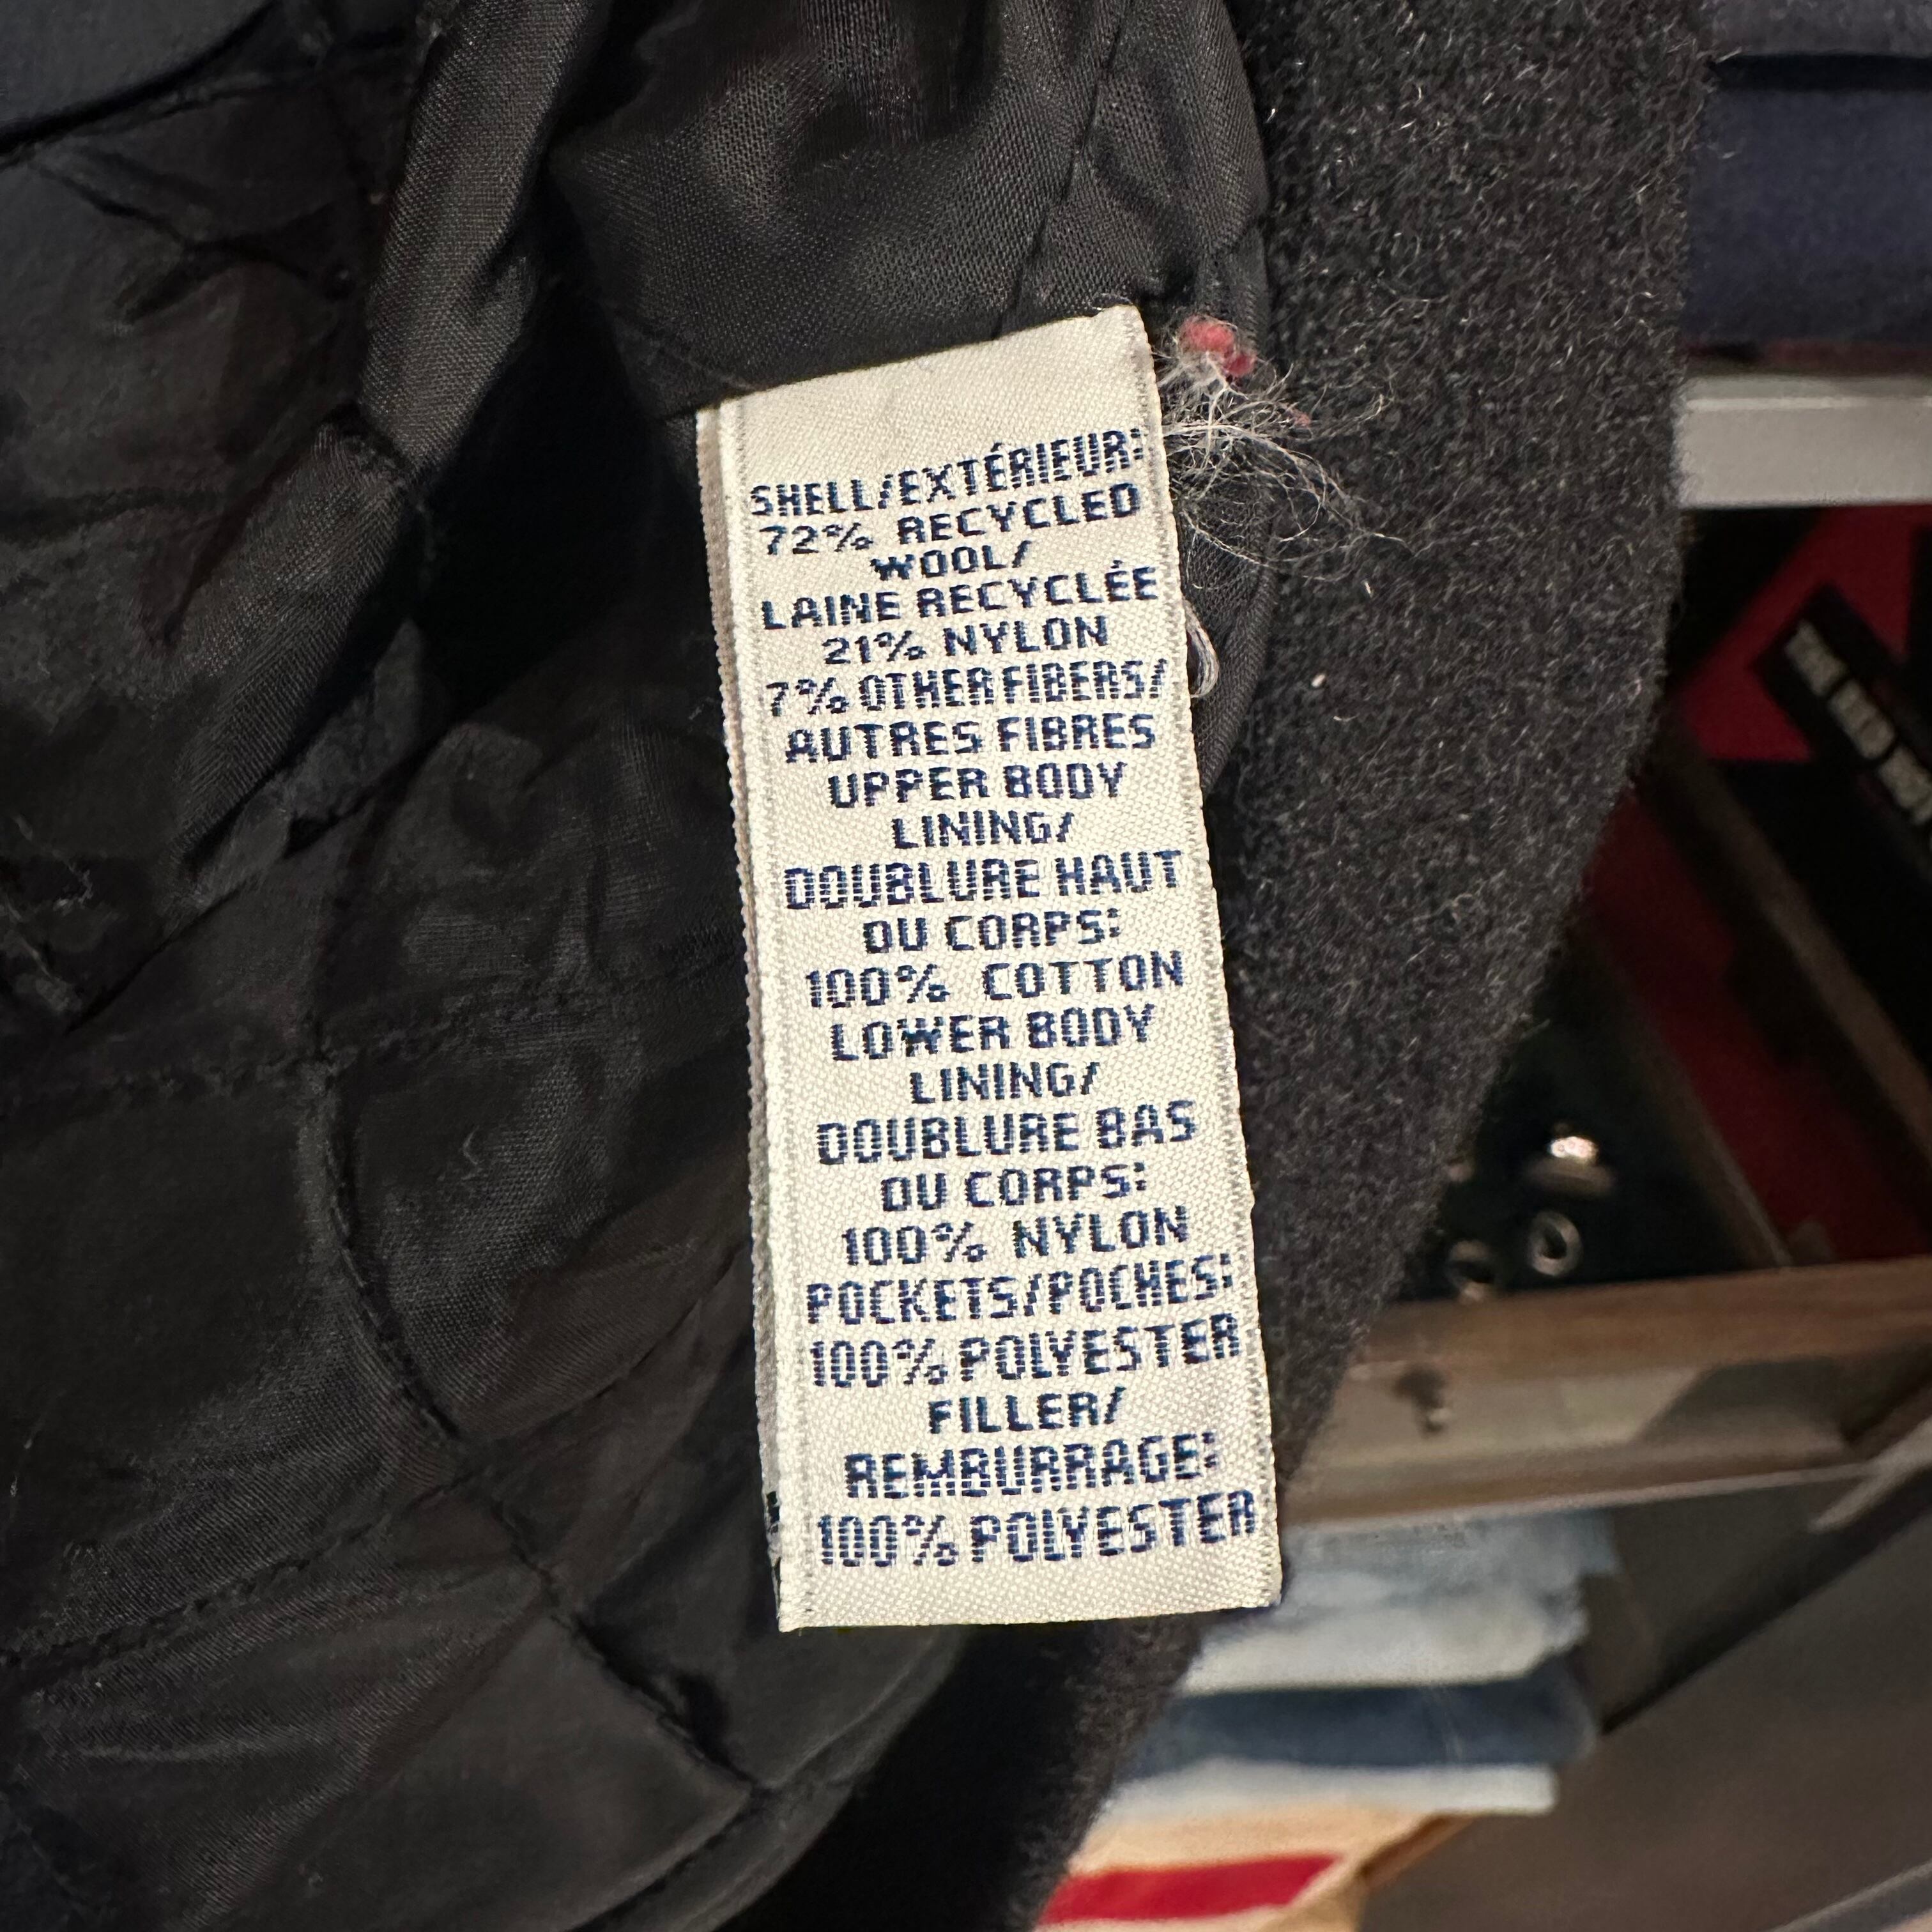 SHELL/EXTÉRIEUR:
72% RECYCLED
WOOL/
LAINE RECYCLÉE
21% NYLON
7% OTHER FIBERS/
AUTRES FIBRES
UPPER BODY
LINING/
DOUBLURE HAUT
DU CORPS:
100% COTTON
LOWER BODY
LINING/
DOUBLURE BAS
DU CORPS:
100% NYLON
POCKETS/POCHES:
100% POLYESTER
FILLER/
REMBURRAGE:
100% POLYESTER